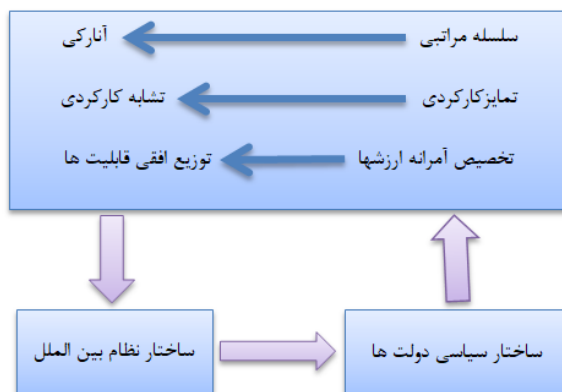 سلسله مراتبی آنارکی
تمایزکارکردی تشابه کارکردی
تخصیص آمرانه ارزشها توزیع افقی قابلیت ها
ساختار سیاسی دولت ها ساختار نظام بین الملل